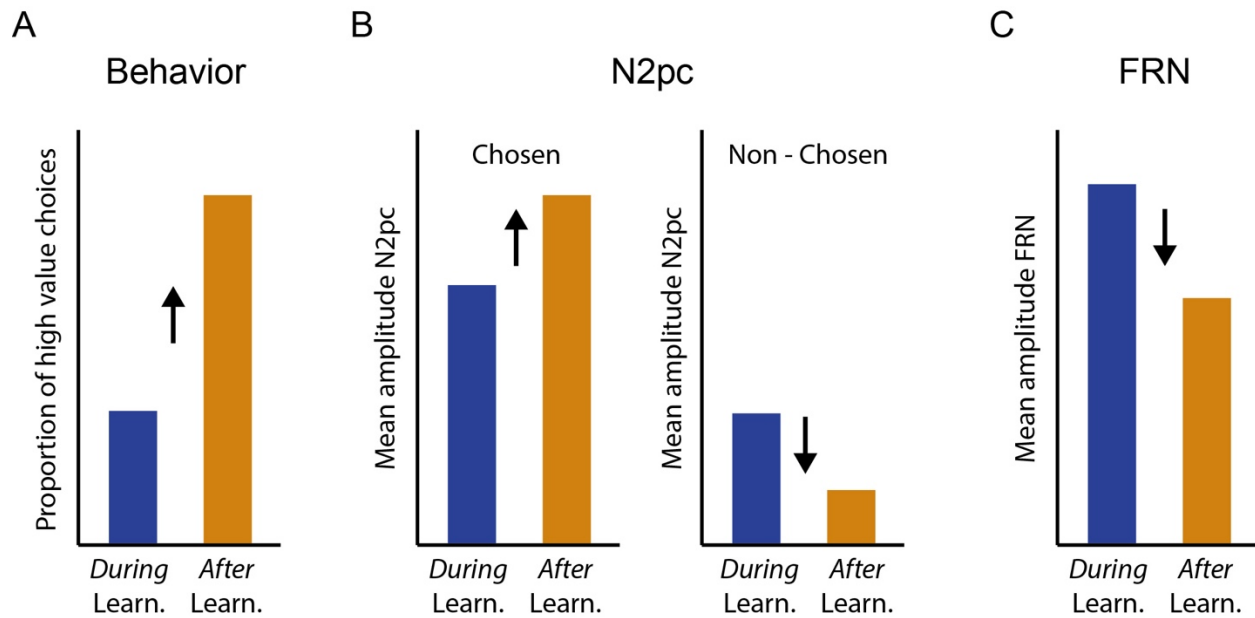 A
Behavior
Proportion of high value choices
During
Learn.
After
Learn.
B
N2pc
Chosen
Mean amplitude N2pc
During
Learn.
After
Learn.
Non - Chosen
Mean amplitude N2pc
During
Learn.
After
Learn.
C
FRN
Mean amplitude FRN
During
Learn.
After
Learn.